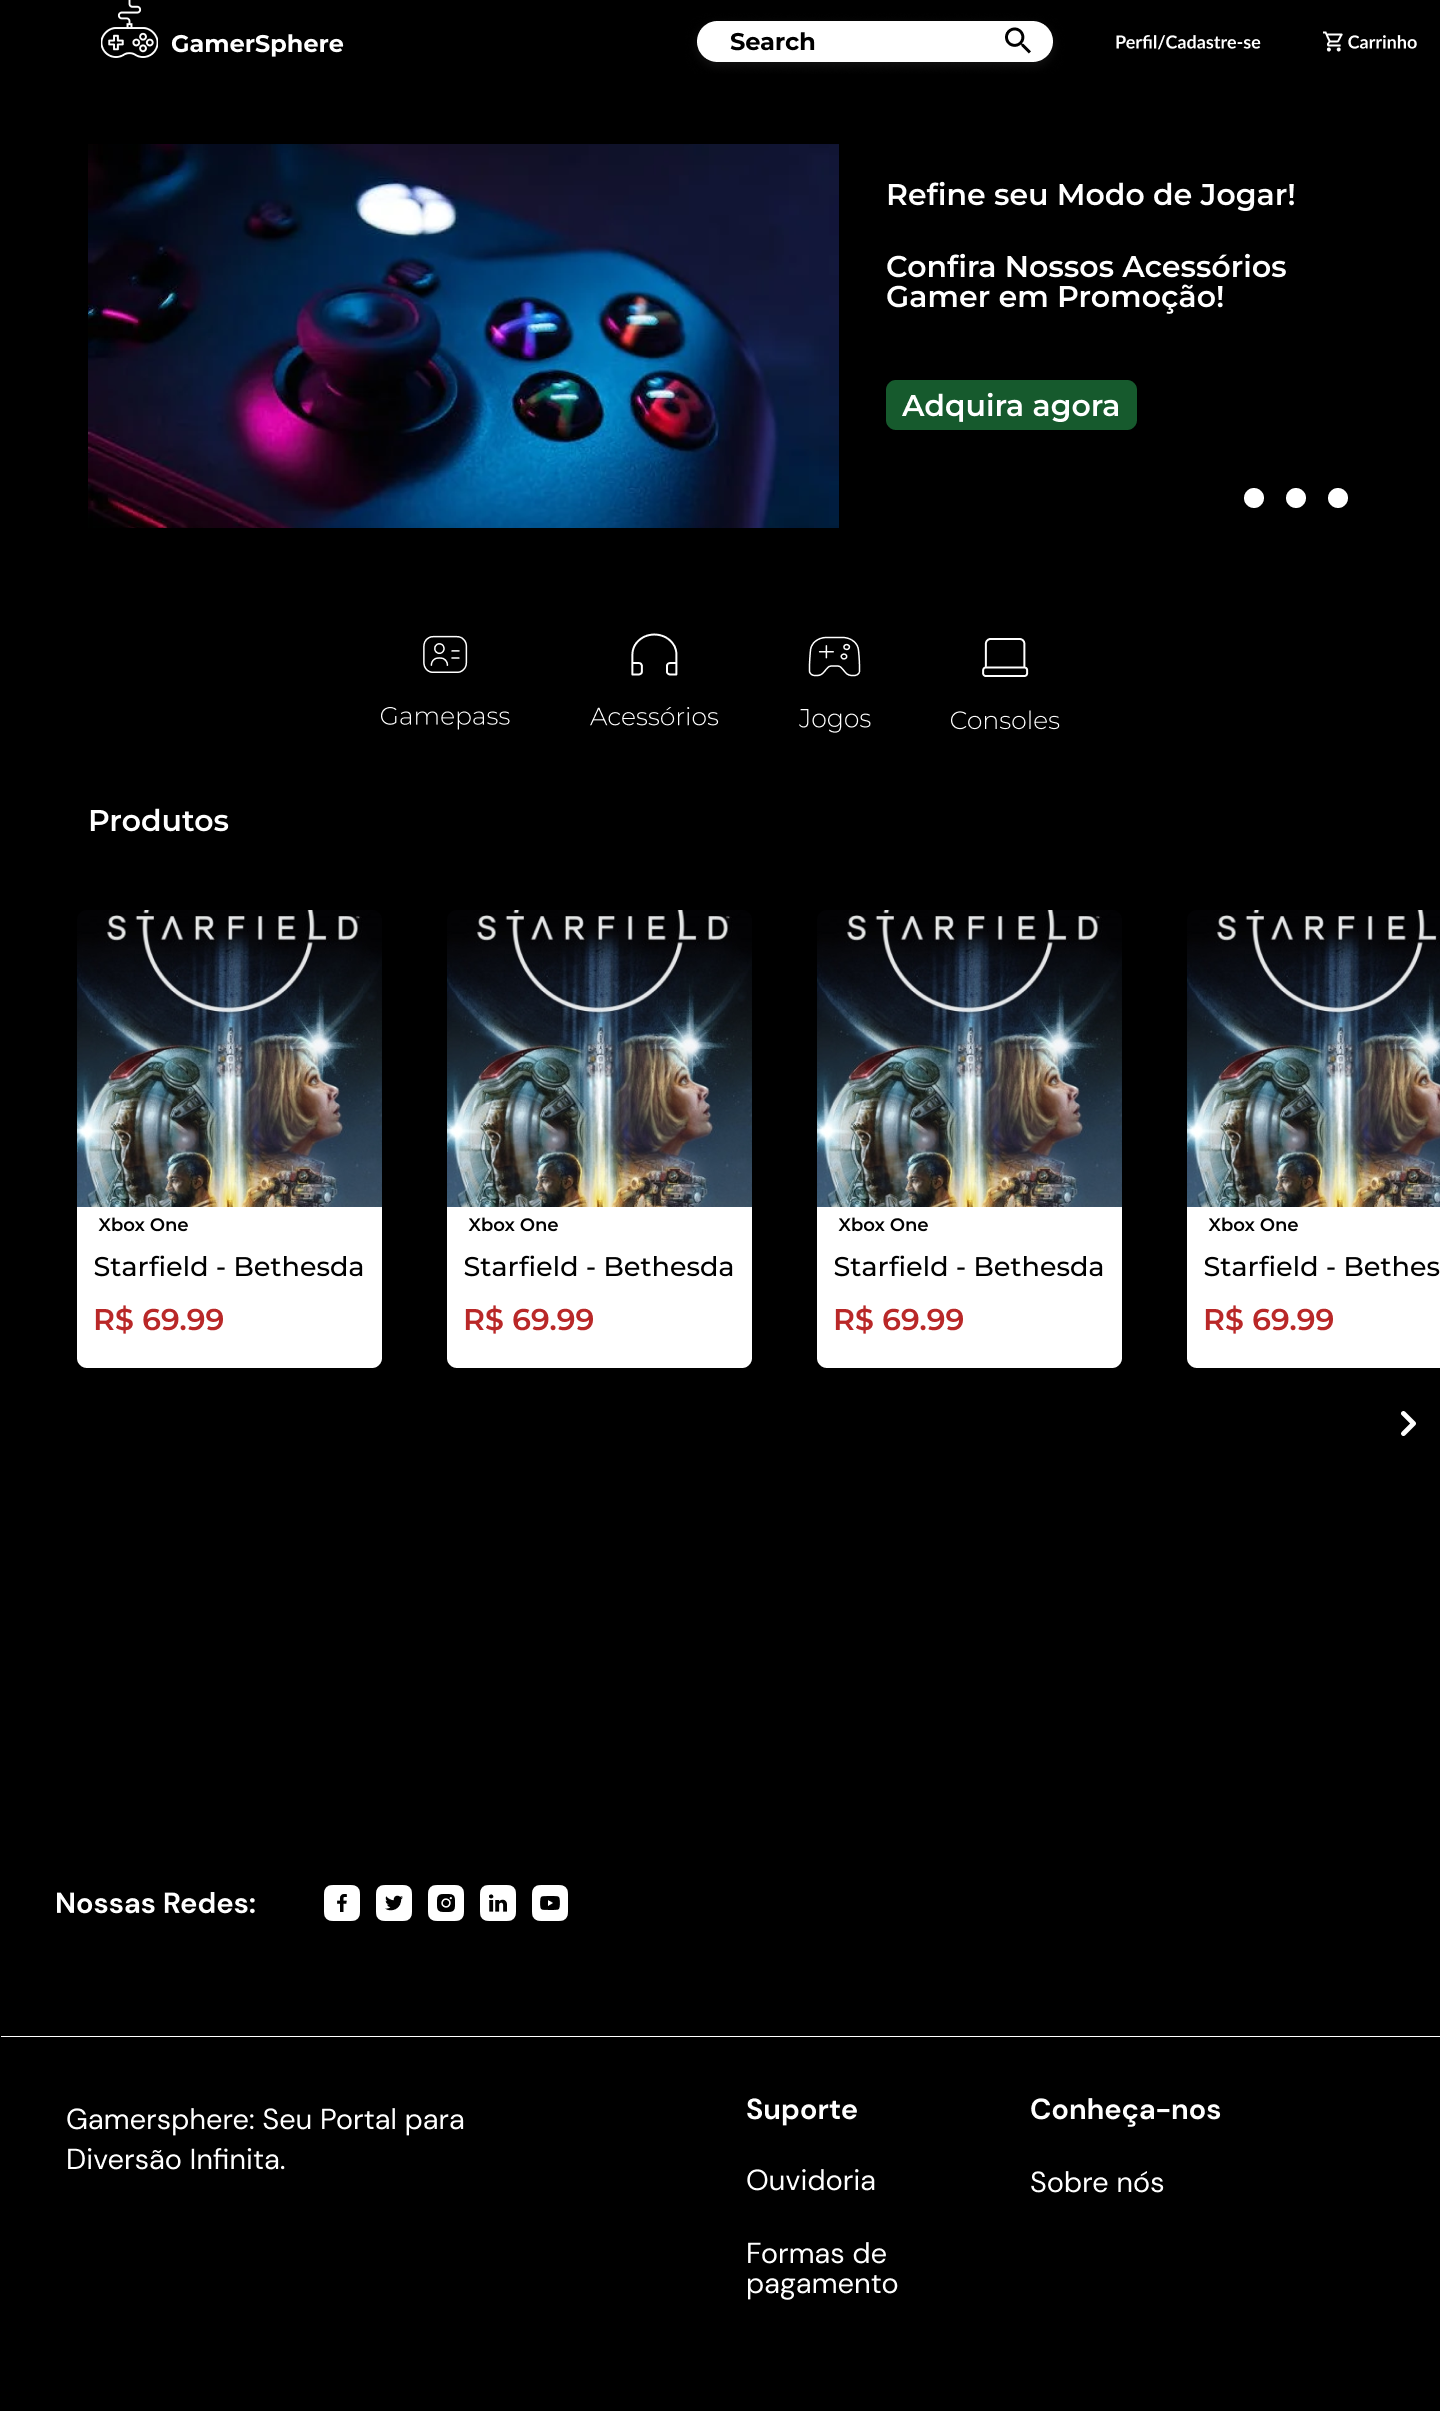 GamerSphere
Search
Perfil/Cadastre-se
Carrinho
Refine seu Modo de Jogar!
Confira Nossos Acessórios
Gamer em Promoção!
Adquira agora
X Y
A B
Gamepass
Acessórios
Jogos
Consoles
Produtos
STARFIELD
STARFIELD
STARFIELD
STARFIEL
Xbox One
Xbox One
Xbox One
Xbox One
Starfield - Bethesda
Starfield - Bethesda
Starfield - Bethesda
Starfield - Bethes
R$ 69.99
R$ 69.99
R$ 69.99
R$ 69.99
Nossas Redes:
Gamersphere: Seu Portal para
Diversão Infinita.
Suporte
Ouvidoria
Formas de
pagamento
Conheça-nos
Sobre nós